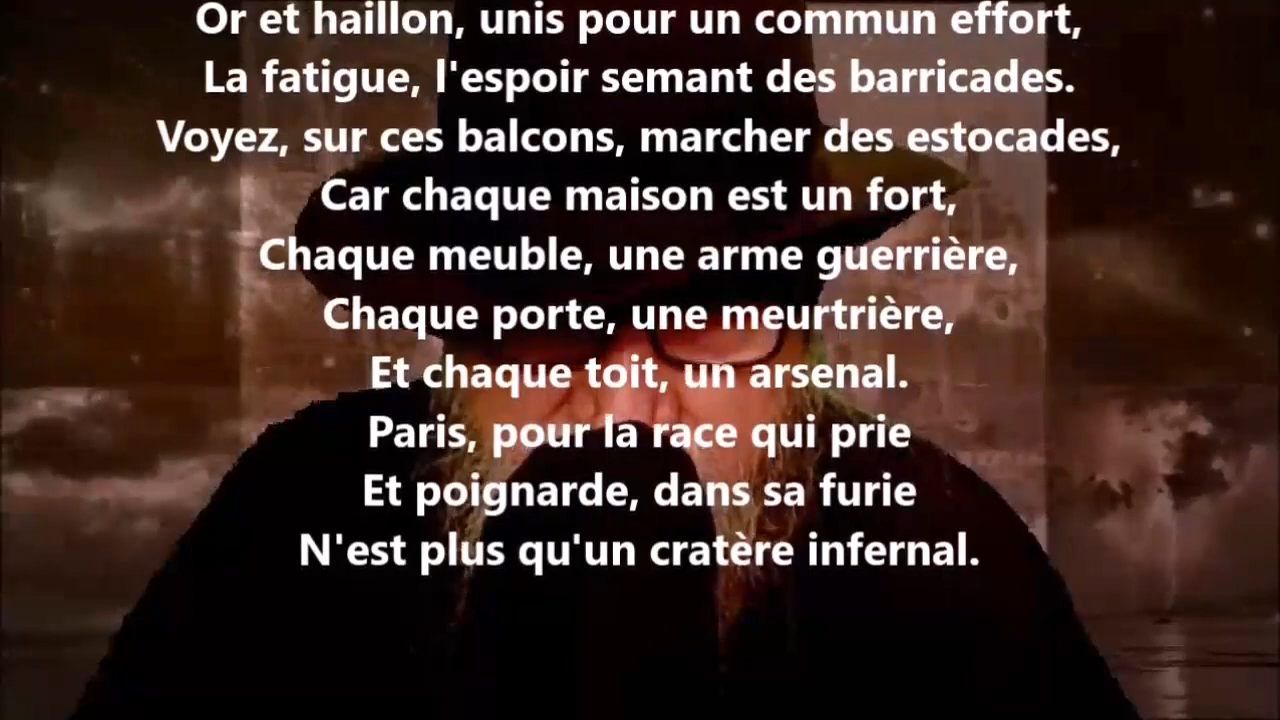 Or et haillon, unis pour un commun effort,
La fatigue, l'espoir semant des barricades.
Voyez, sur ces balcons, marcher des estocades,
Car chaque maison est un fort,
Chaque meuble, une arme guerrière,
Chaque porte, une meurtrière,
Et chaque toit, un arsenal.
Paris, pour la race qui prie
Et poignarde, dans sa furie
N'est plus qu'un cratère infernal.